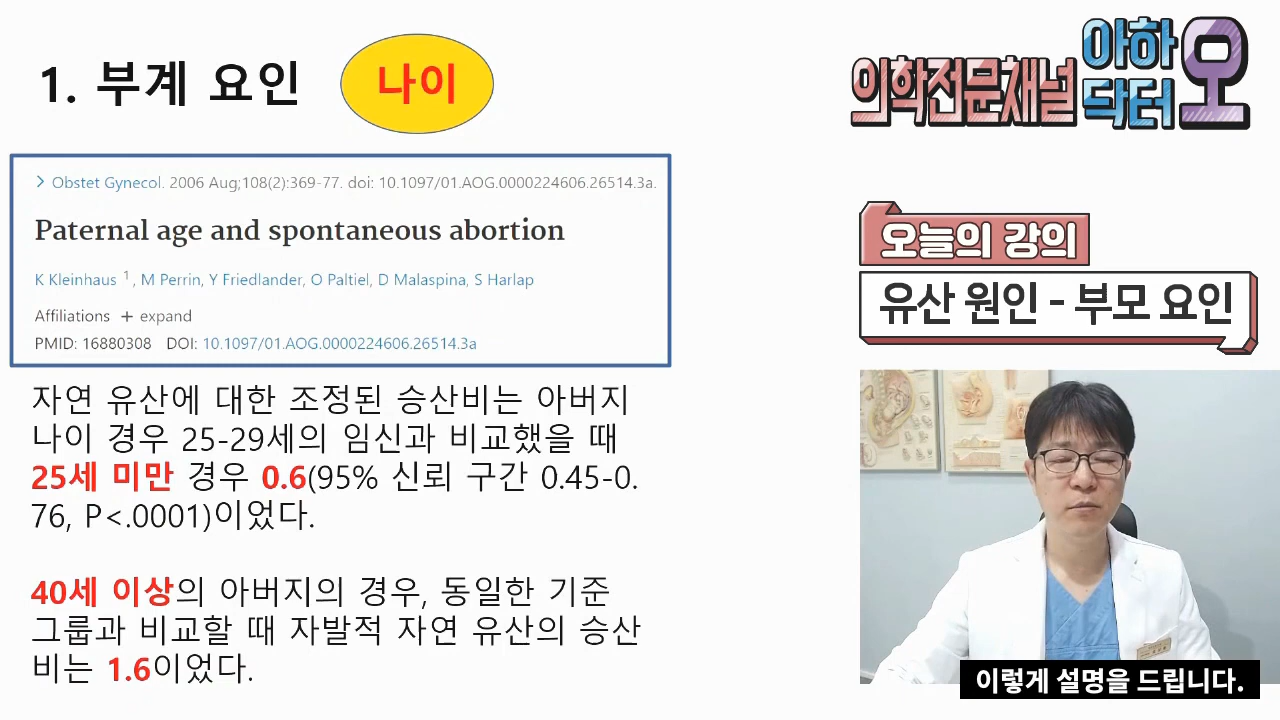 1. 부계 요인
나이
의학전문채널
아하
닥터
오
> Obstet Gynecol. 2006 Aug;108(2):369-77. doi: 10.1097/01.AOG.0000224606.26514.3a.
Paternal age and spontaneous abortion
K Kleinhaus 1, M Perrin, Y Friedlander, O Paltiel, D Malaspina, S Harlap
Affiliations + expand
PMID: 16880308 DOI: 10.1097/01.AOG.0000224606.26514.3a
자연 유산에 대한 조정된 승산비는 아버지
나이 경우 25-29세의 임신과 비교했을 때
25세 미만 경우 0.6(95% 신뢰 구간 0.45-0.
76, P<.0001)이었다.
40세 이상의 아버지의 경우, 동일한 기준
그룹과 비교할 때 자발적 자연 유산의 승산
비는 1.6이었다.
오늘의 강의
유산 원인 - 부모 요인
이렇게 설명을 드립니다.